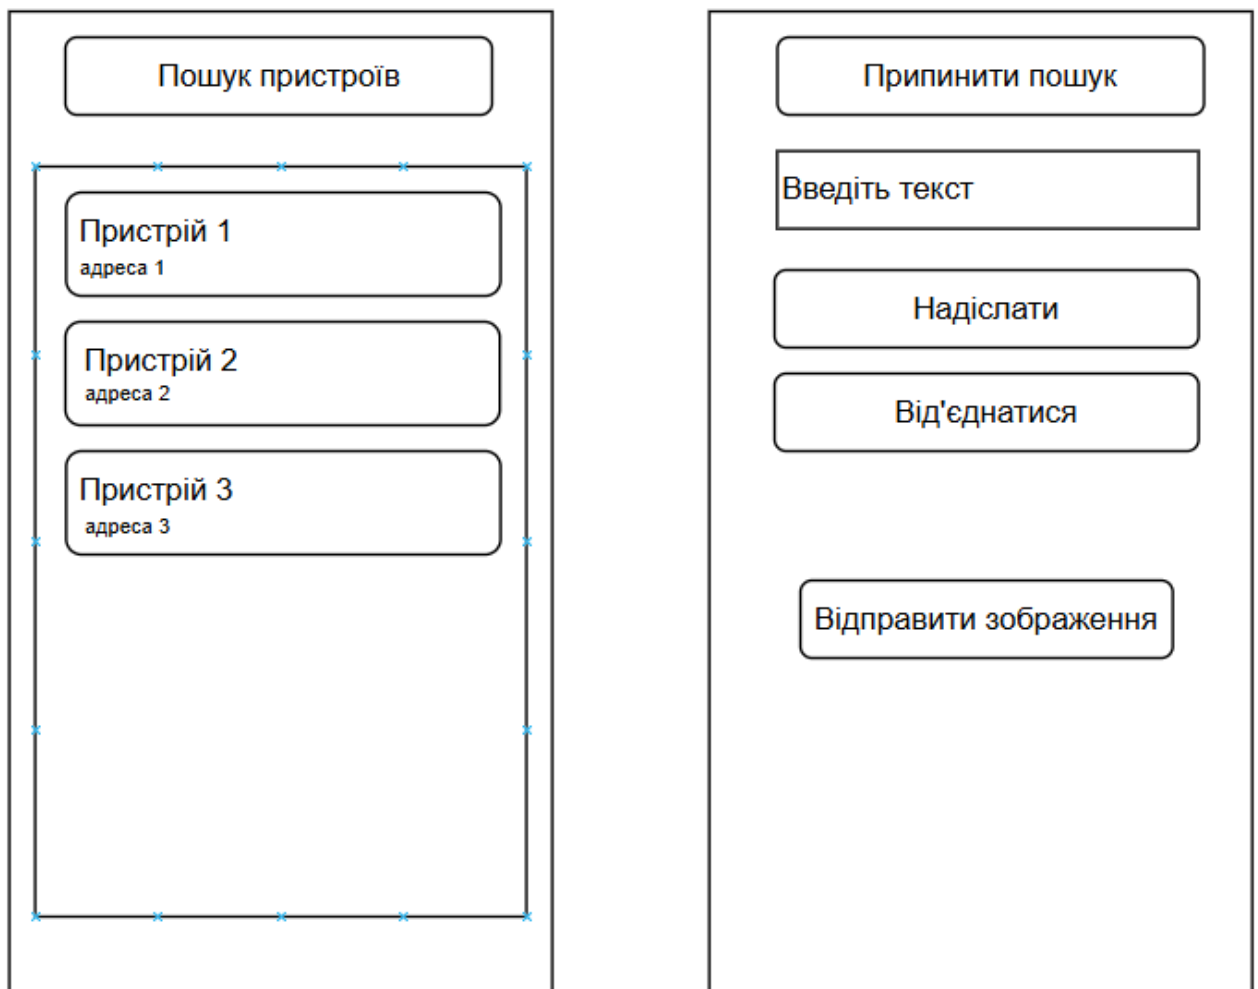 Пошук пристроїв
Пристрій 1
адреса 1
Пристрій 2
адреса 2
Пристрій 3
адреса 3
Припинити пошук
Введіть текст
Надіслати
Від'єднатися
Відправити зображення